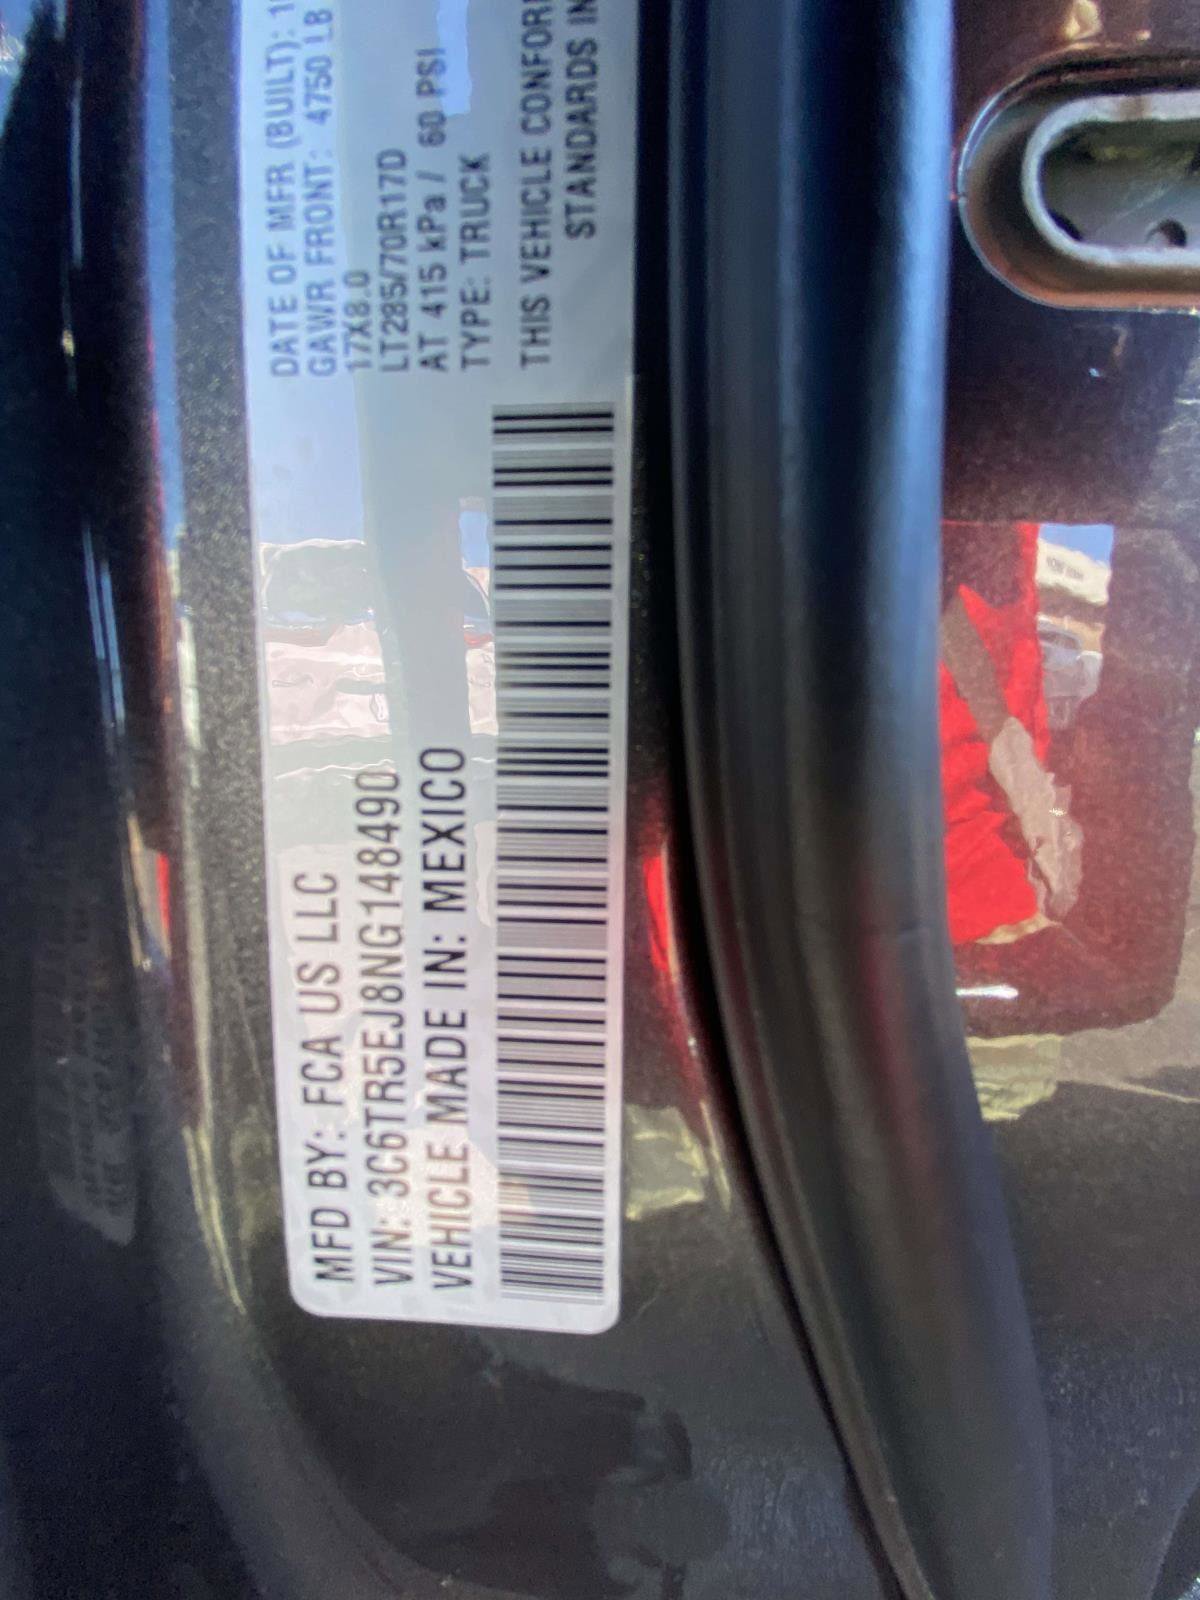 MFD BY: FCA US LLC
VIN: 3C6TR5EJ8NG148490
VEHICLE MADE IN: MEXICO
DATE OF MFR (BUILT): 1
GAWR FRONT: 4750 LB
17X8.0
LT285/70R17D
AT 415 kPa / 60 PSI
TYPE: TRUCK
THIS VEHICLE CONFOR
STANDARDS IN